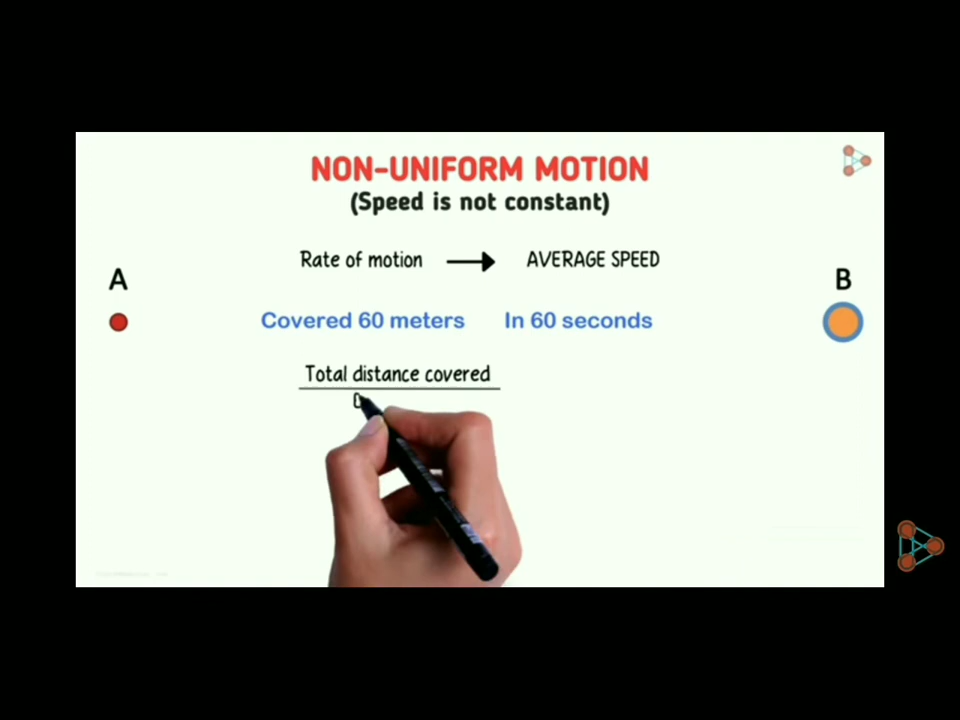 NON-UNIFORM MOTION
(Speed is not constant)
Rate of motion → AVERAGE SPEED
A
B
Covered 60 meters In 60 seconds
Total distance covered